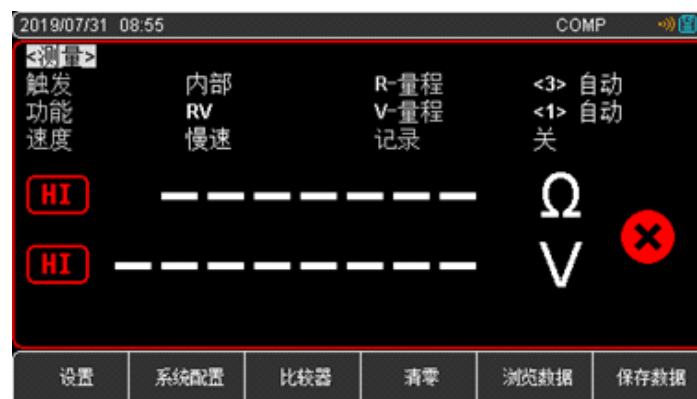 2019/07/31 08:55 COMP
<测量>
触发 内部 R-量程 <3> 自动
功能 RV V-量程 <1> 自动
速度 慢速 记录 关
HI ------- Ω
HI -------- V
设置 系统配置 比较器 清零 浏览数据 保存数据